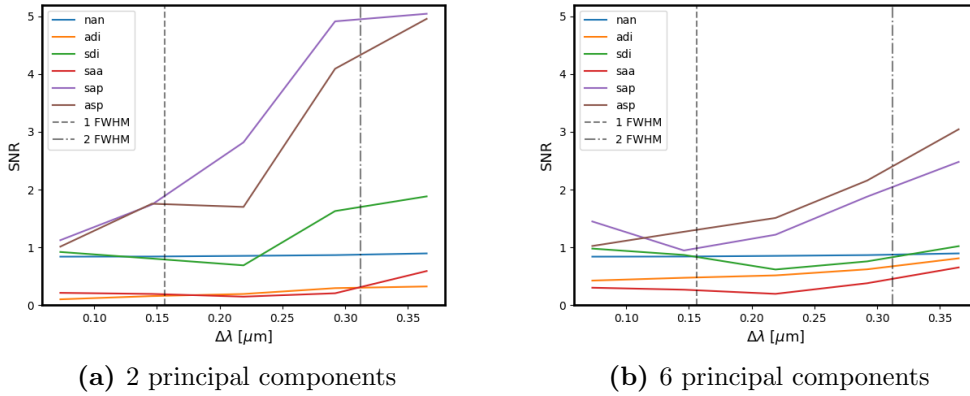 5
4
3
2
1
0
SNR
nan
adi
sdi
saa
sap
asp
1 FWHM
2 FWHM
0.10 0.15 0.20 0.25 0.30 0.35
Δλ [μm]
(a) 2 principal components
5
4
3
2
1
0
SNR
nan
adi
sdi
saa
sap
asp
1 FWHM
2 FWHM
0.10 0.15 0.20 0.25 0.30 0.35
Δλ [μm]
(b) 6 principal components